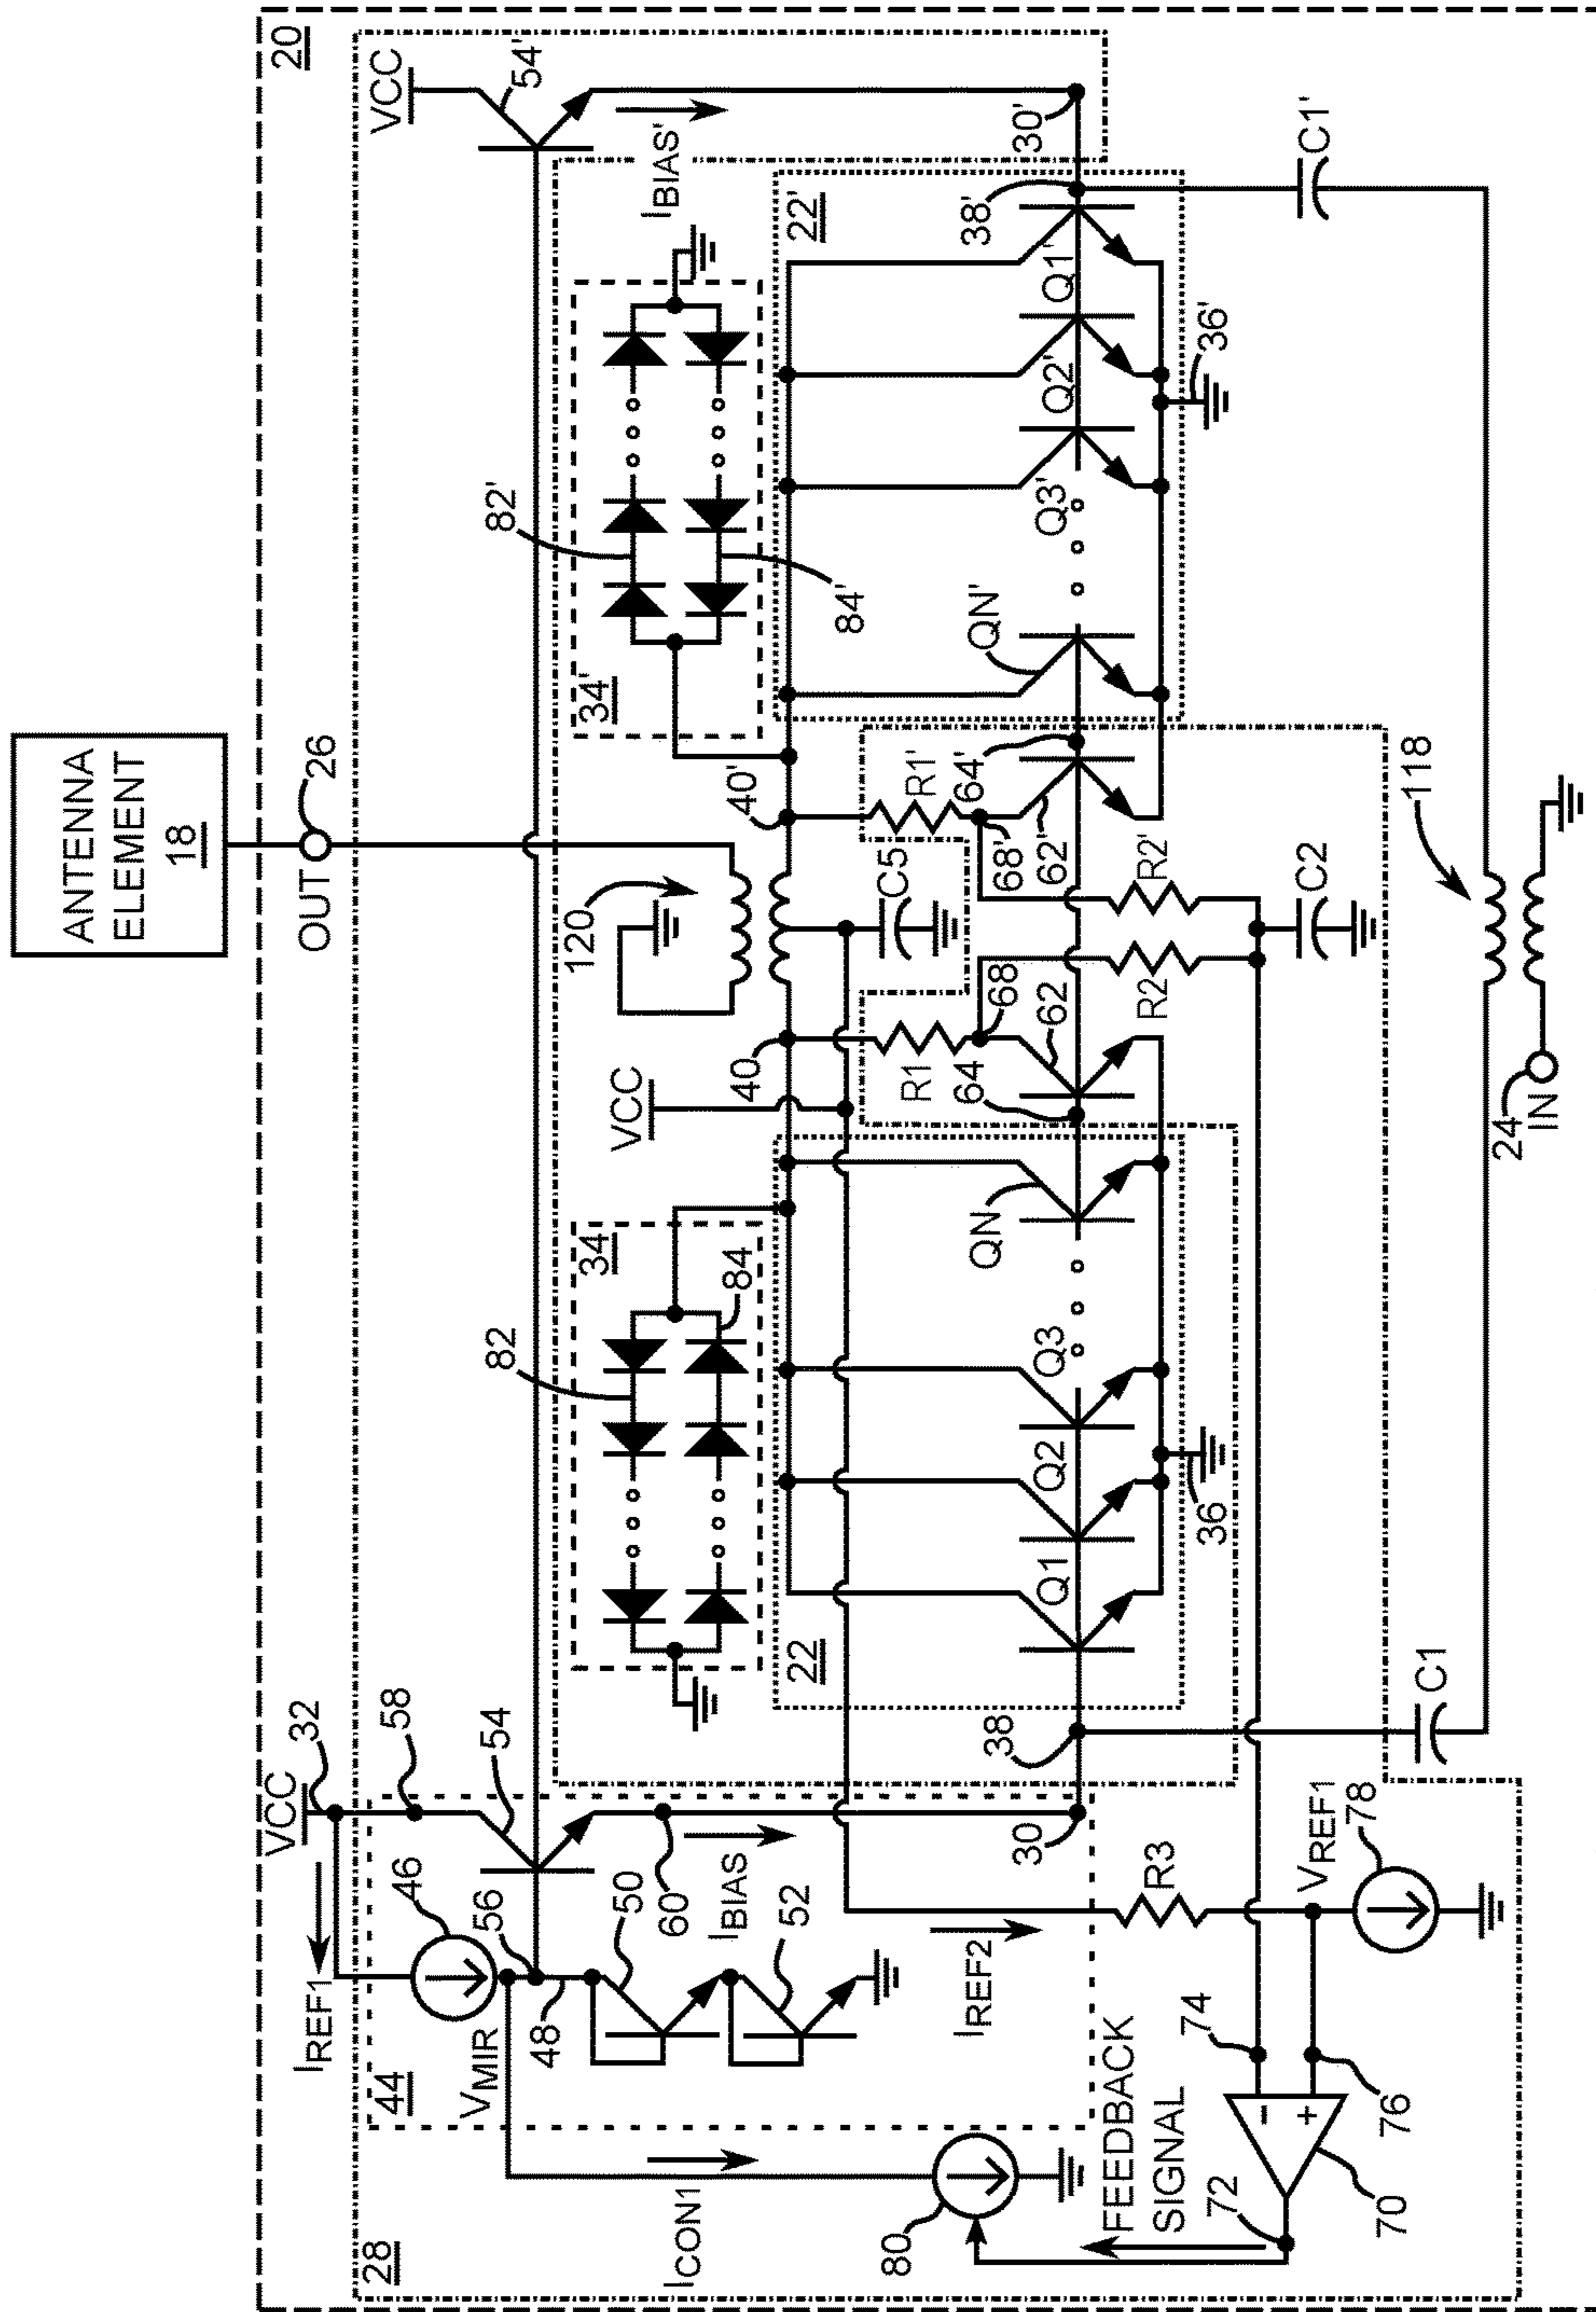 ANTENNA
ELEMENT
18
OUT
26
20
VCC
32
58
54
IREF1
46
56
VMIR
48
50
60
IBIAS
52
44
28
ICON1
80
FEEDBACK
SIGNAL
72
70
74
76
IREF2
R3
VREF1
78
30
38
C1
22
34
82
84
Q1
Q2
Q3
QN
36
VCC
40
R1
64
62
68
R2
120
C5
C2
40'
R1'
64'
68'
62'
R2'
34'
82'
84'
22'
QN'
Q3'
Q2'
Q1'
36'
38'
30'
IBIAS'
VCC
54'
C1'
118
24
IN